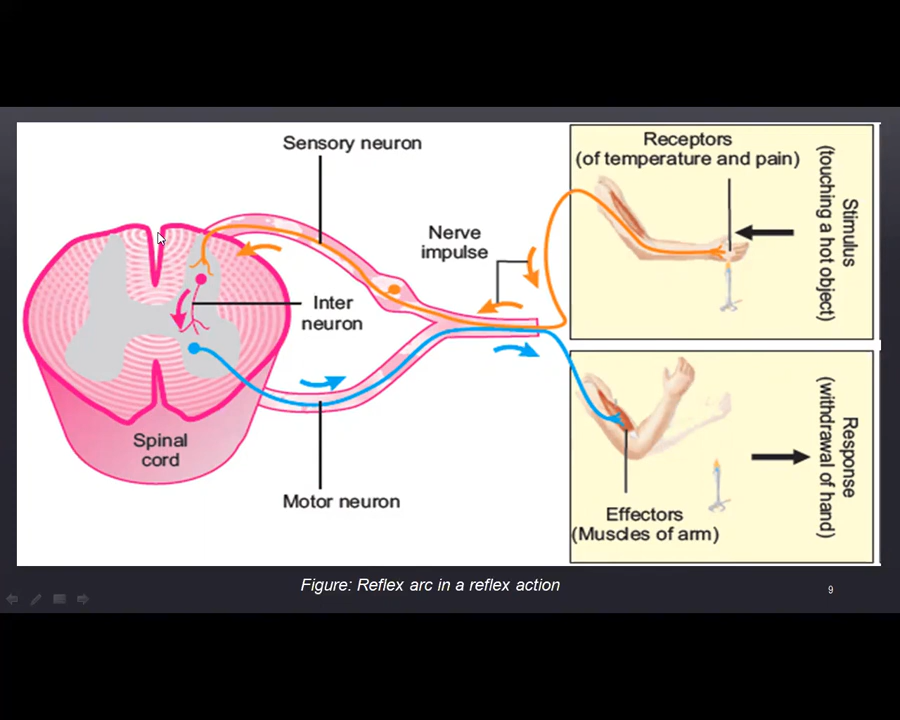 Sensory neuron
Receptors
(of temperature and pain)
Stimulus
(touching a hot object)
Nerve
impulse
Inter
neuron
Spinal
cord
Motor neuron
Effectors
(Muscles of arm)
Response
(withdrawal of hand)
Figure: Reflex arc in a reflex action
9